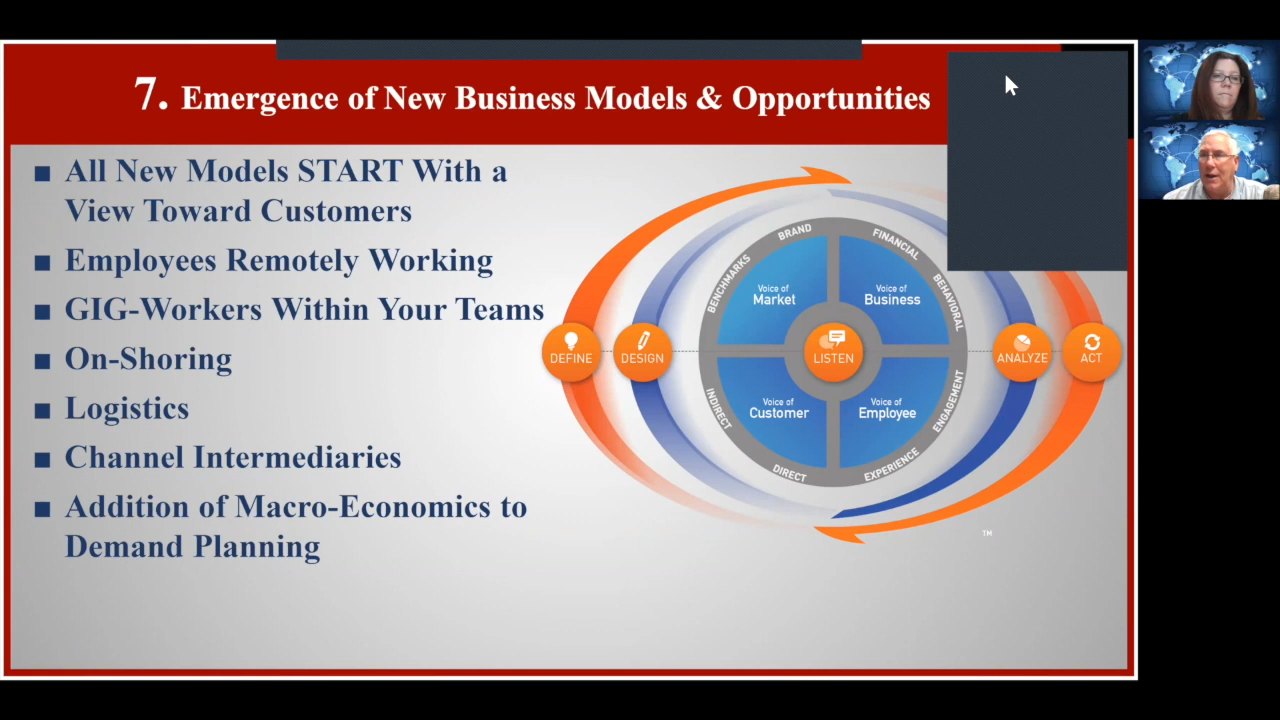 7. Emergence of New Business Models & Opportunities
■ All New Models START With a
View Toward Customers
■ Employees Remotely Working
■ GIG-Workers Within Your Teams
■ On-Shoring
■ Logistics
■ Channel Intermediaries
■ Addition of Macro-Economics to
Demand Planning
BENCHMARKS
BRAND
FINANCIAL
BEHAVIORAL
Voice of
Market
Voice of
Business
DEFINE
DESIGN
LISTEN
ANALYZE
ACT
Voice of
Customer
Voice of
Employee
INDIRECT
DIRECT
EXPERIENCE
ENGAGEMENT
TM